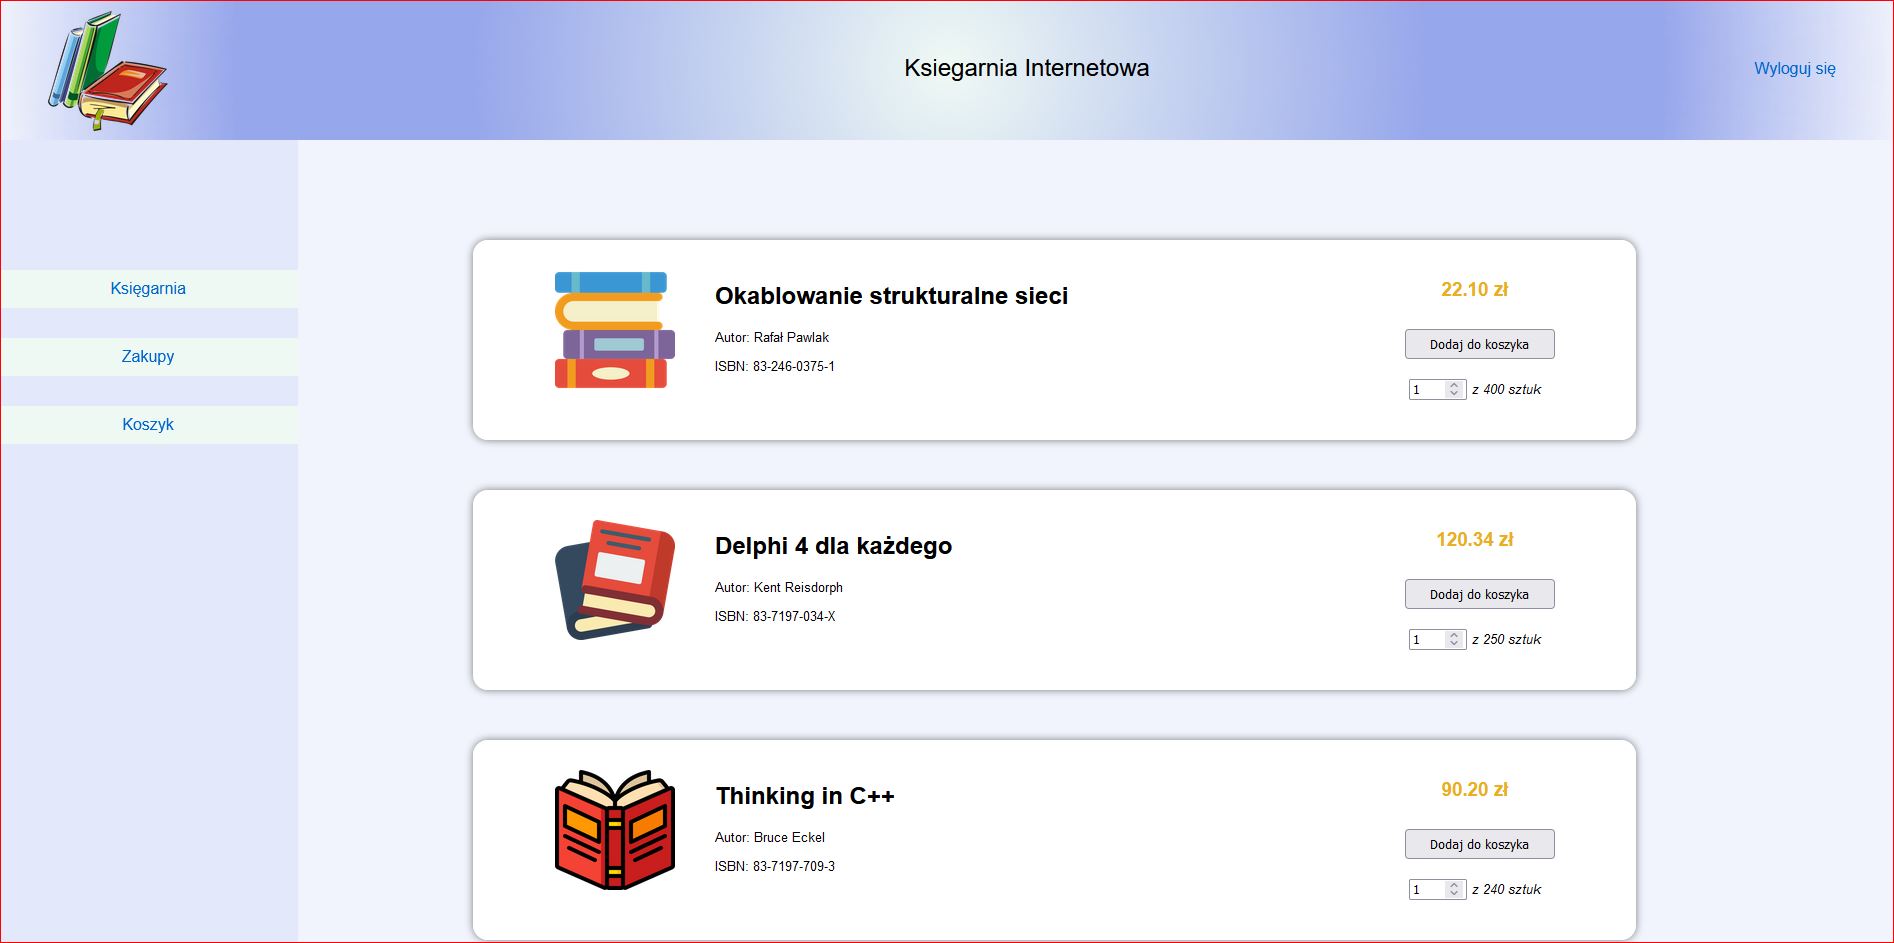 Ksiegarnia Internetowa
Wyloguj się
Księgarnia
Zakupy
Koszyk
Okablowanie strukturalne sieci
Autor: Rafał Pawlak
ISBN: 83-246-0375-1
22.10 zł
Dodaj do koszyka
1 z 400 sztuk
Delphi 4 dla każdego
Autor: Kent Reisdorph
ISBN: 83-7197-034-X
120.34 zł
Dodaj do koszyka
1 z 250 sztuk
Thinking in C++
Autor: Bruce Eckel
ISBN: 83-7197-709-3
90.20 zł
Dodaj do koszyka
1 z 240 sztuk